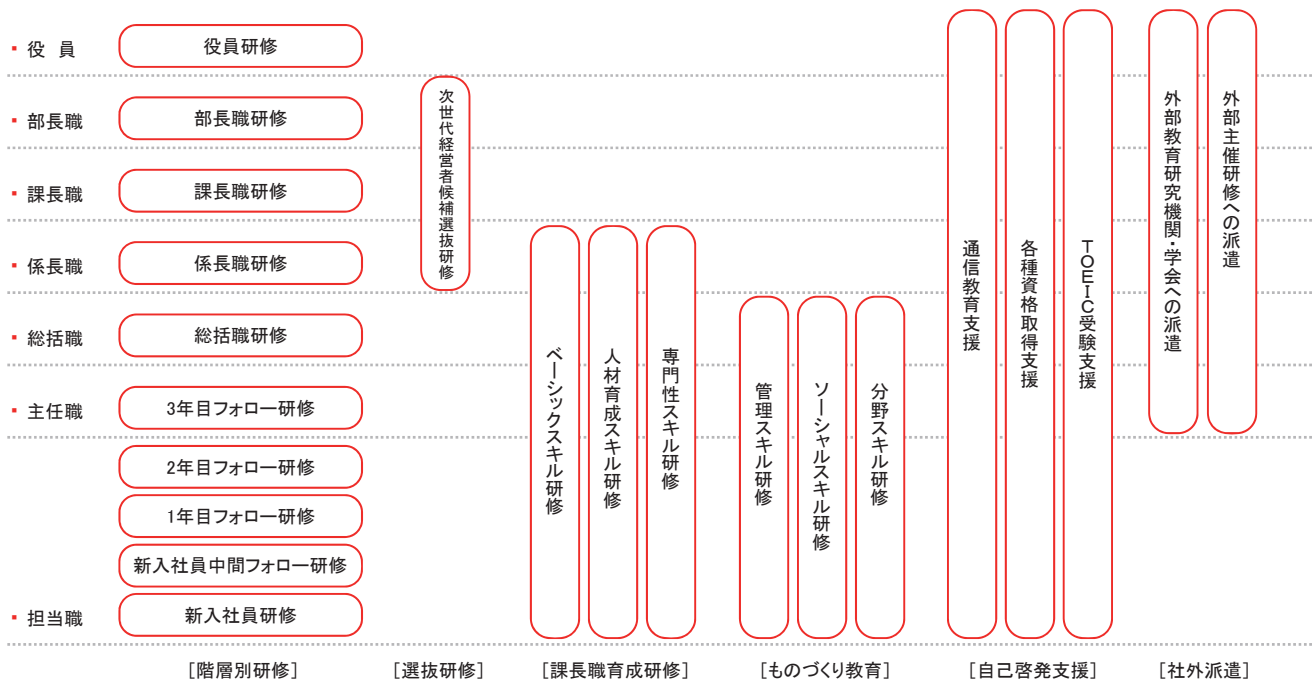 ▪ 役 員
役員研修
▪ 部長職
部長職研修
▪ 課長職
課長職研修
▪ 係長職
係長職研修
▪ 総括職
総括職研修
▪ 主任職
3年目フォロー研修
2年目フォロー研修
1年目フォロー研修
新入社員中間フォロー研修
▪ 担当職
新入社員研修
次世代経営者候補選抜研修
ベーシックスキル研修
人材育成スキル研修
専門性スキル研修
管理スキル研修
ソーシャルスキル研修
分野スキル研修
通信教育支援
各種資格取得支援
TOEIC受験支援
外部教育研究機関・学会への派遣
外部主催研修への派遣
[階層別研修]
[選抜研修]
[課長職育成研修]
[ものづくり教育]
[自己啓発支援]
[社外派遣]